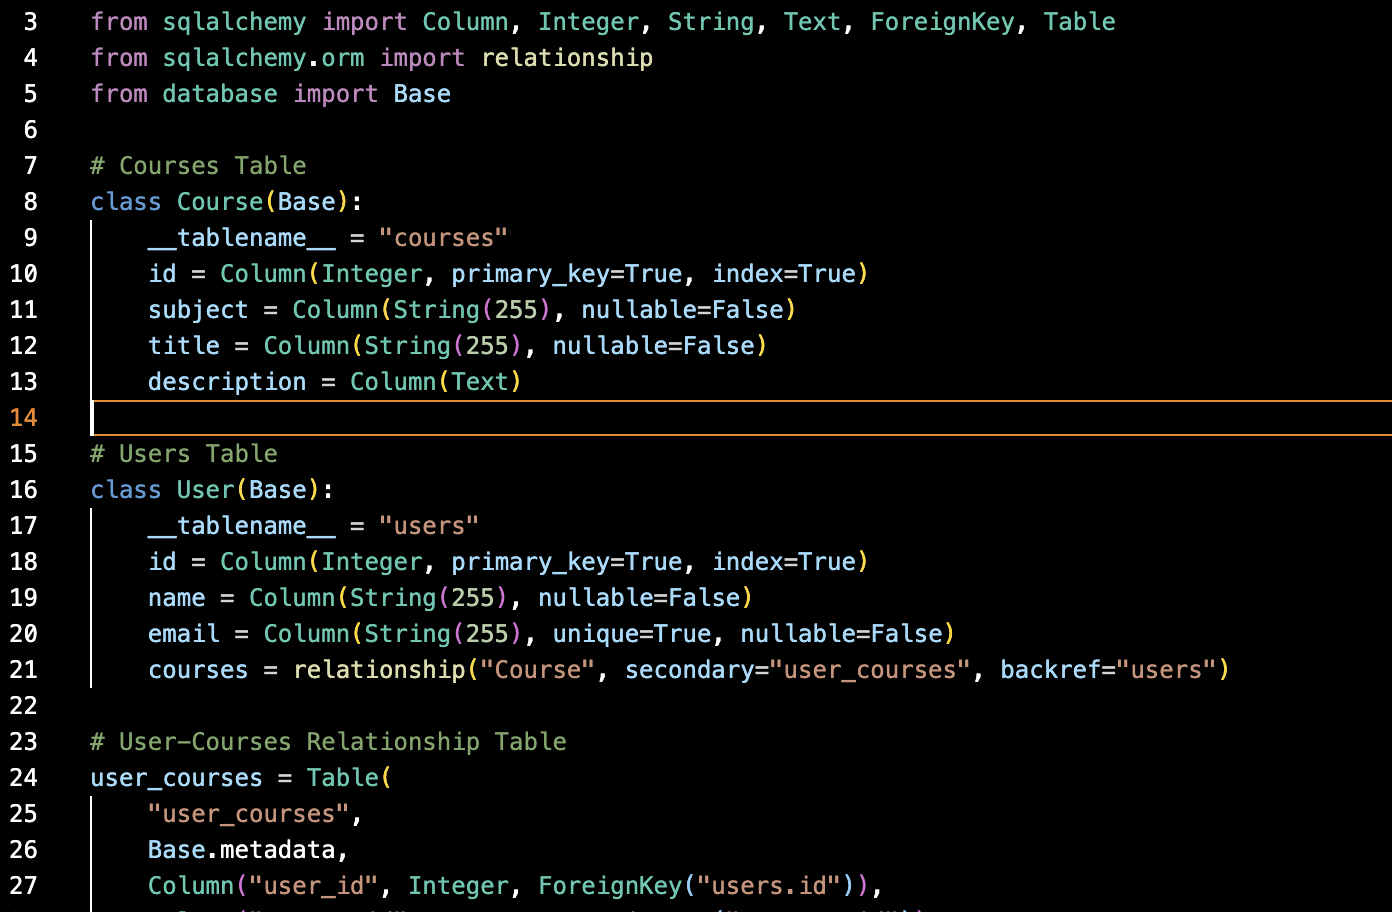 3 from sqlalchemy import Column, Integer, String, Text, ForeignKey, Table
4 from sqlalchemy.orm import relationship
5 from database import Base
6
7 # Courses Table
8 class Course(Base):
9     __tablename__ = "courses"
10     id = Column(Integer, primary_key=True, index=True)
11     subject = Column(String(255), nullable=False)
12     title = Column(String(255), nullable=False)
13     description = Column(Text)
14
15 # Users Table
16 class User(Base):
17     __tablename__ = "users"
18     id = Column(Integer, primary_key=True, index=True)
19     name = Column(String(255), nullable=False)
20     email = Column(String(255), unique=True, nullable=False)
21     courses = relationship("Course", secondary="user_courses", backref="users")
22
23 # User-Courses Relationship Table
24 user_courses = Table(
25     "user_courses",
26     Base.metadata,
27     Column("user_id", Integer, ForeignKey("users.id")),